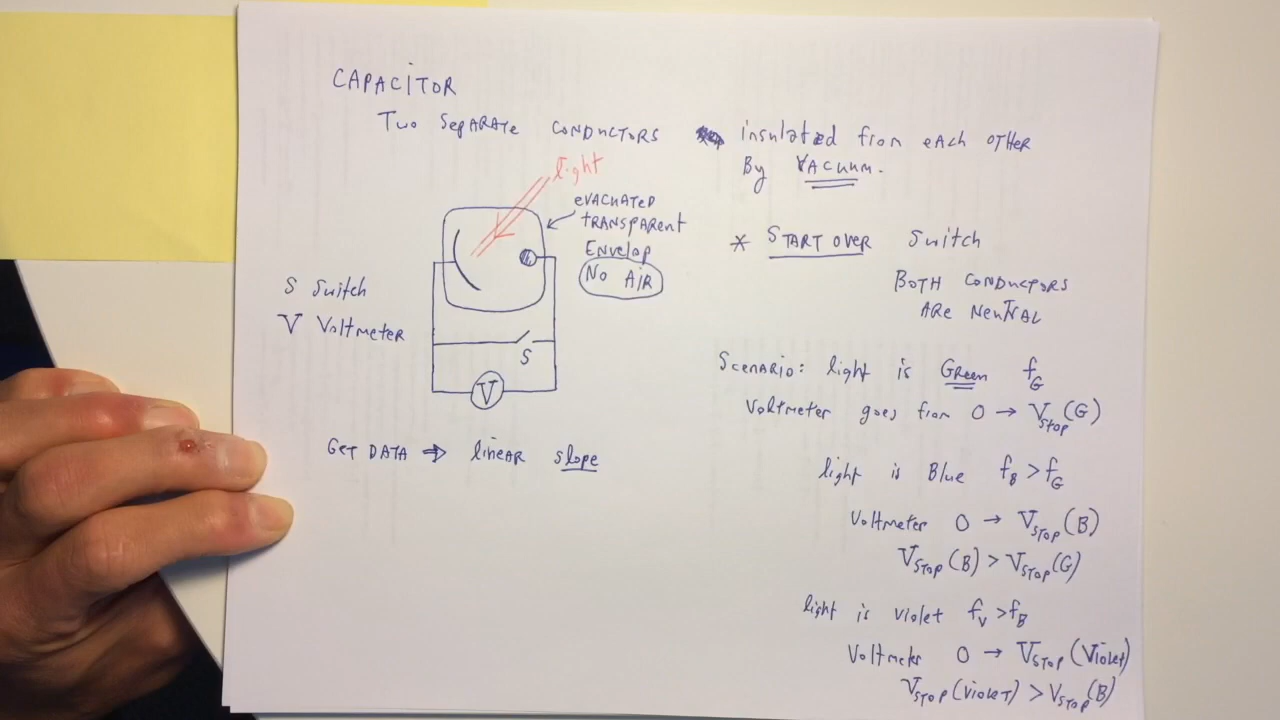 CAPACITOR
Two SepARATe CONDUCTORS insulated from eAch OTHER
By VAcuum.
light
eVACUATeD
TRANSPARent
Envelop
No AiR
* START OVER Switch
BOTH CONDUCTORS
ARe NeuTRAL
S Switch
V Voltmeter
S
V
Scenario: light is Green f_G
Voltmeter goes from 0 → V_Stop(G)
GeT DATA ⇒ lineAR slope
light is Blue f_B > f_G
Voltmeter 0 → V_STOP(B)
V_STOP(B) > V_STOP(G)
light is violet f_V > f_B
Voltmeter 0 → V_STOP(Violet)
V_STOP(violeT) > V_STOP(B)